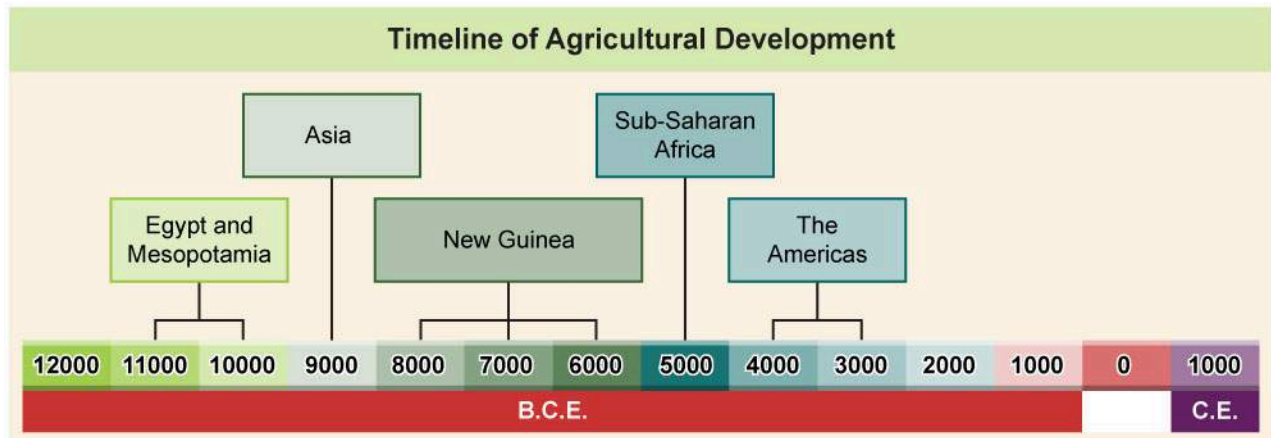 Timeline of Agricultural Development
Asia
Sub-Saharan
Africa
Egypt and
Mesopotamia
New Guinea
The
Americas
12000 11000 10000 9000 8000 7000 6000 5000 4000 3000 2000 1000 0 1000
B.C.E. C.E.